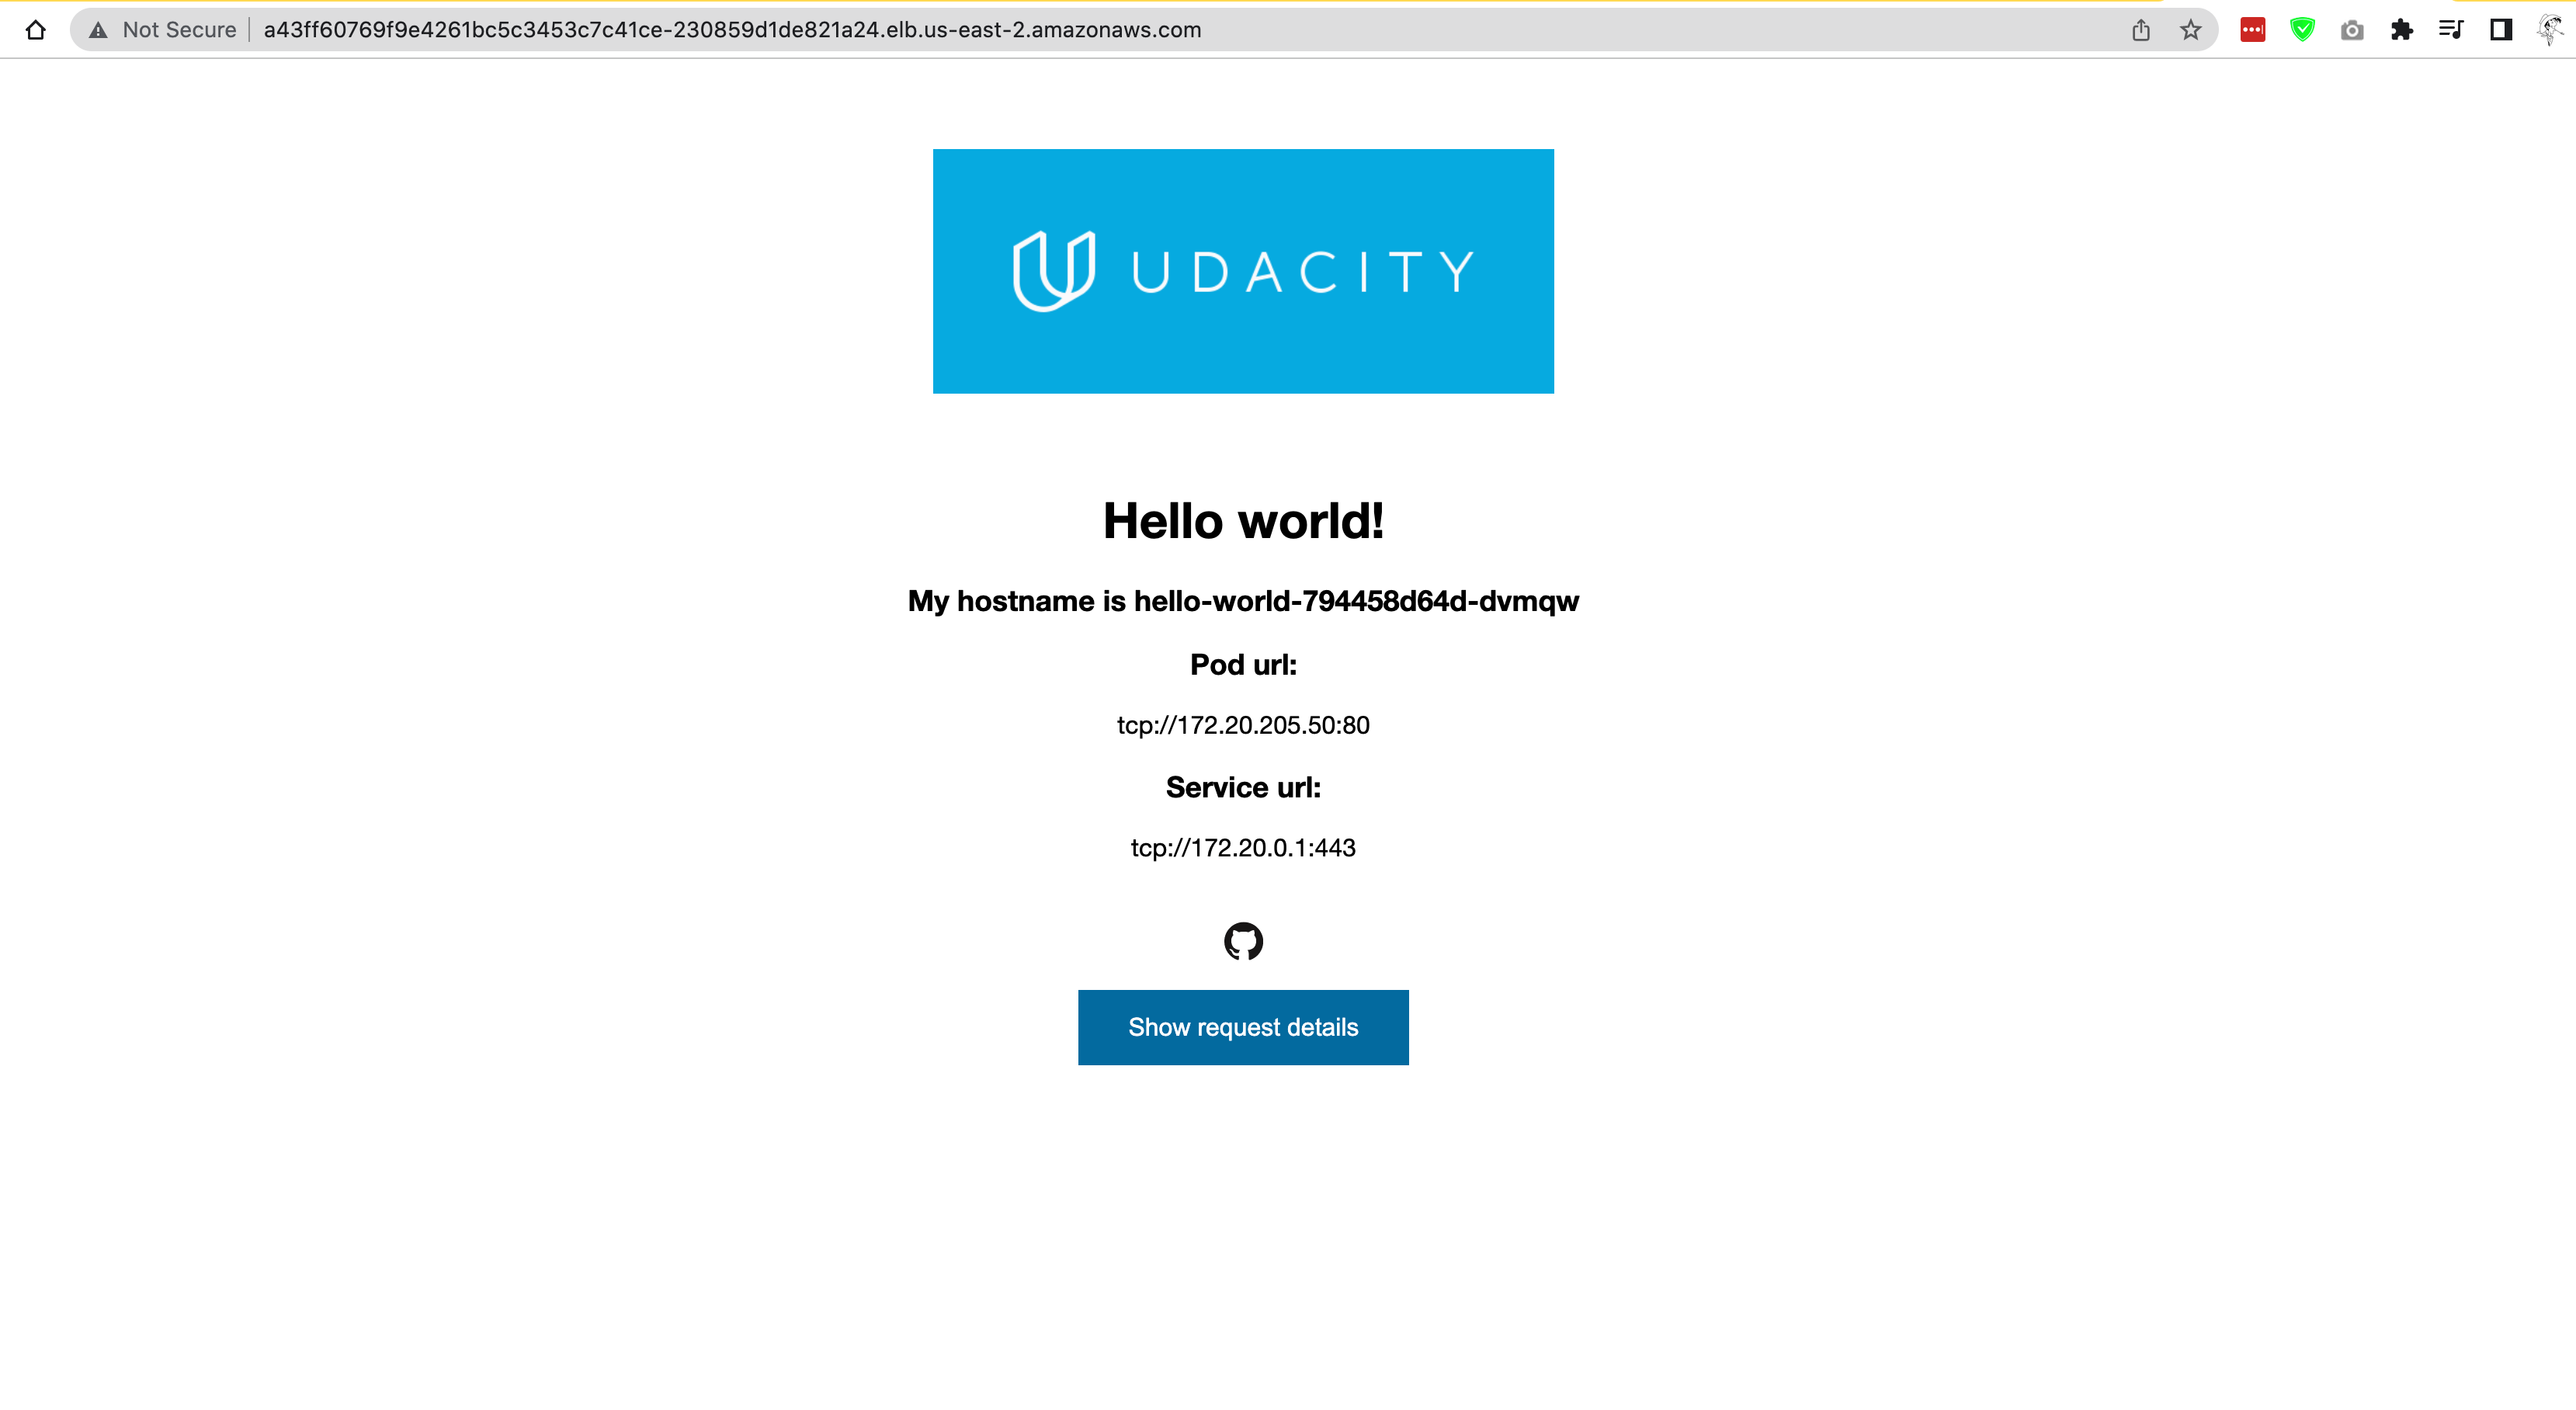 Not Secure
a43ff60769f9e4261bc5c3453c7c41ce-230859d1de821a24.elb.us-east-2.amazonaws.com
UDACITY
Hello world!
My hostname is hello-world-794458d64d-dvmqw
Pod url:
tcp://172.20.205.50:80
Service url:
tcp://172.20.0.1:443
Show request details